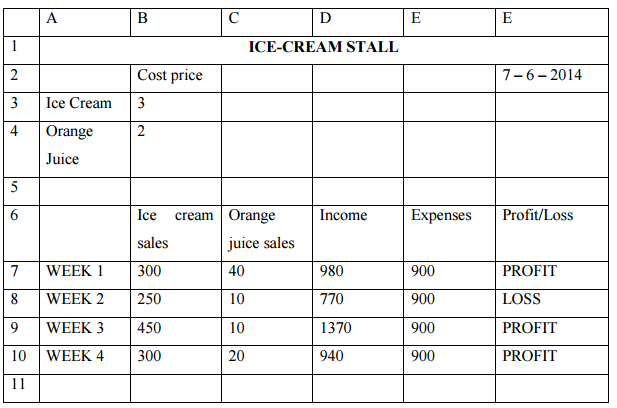 A B C D E E
1 ICE-CREAM STALL
2 Cost price 7 – 6 – 2014
3 Ice Cream 3
4 Orange 2
Juice
5
6 Ice cream Orange Income Expenses Profit/Loss
sales juice sales
7 WEEK 1 300 40 980 900 PROFIT
8 WEEK 2 250 10 770 900 LOSS
9 WEEK 3 450 10 1370 900 PROFIT
10 WEEK 4 300 20 940 900 PROFIT
11